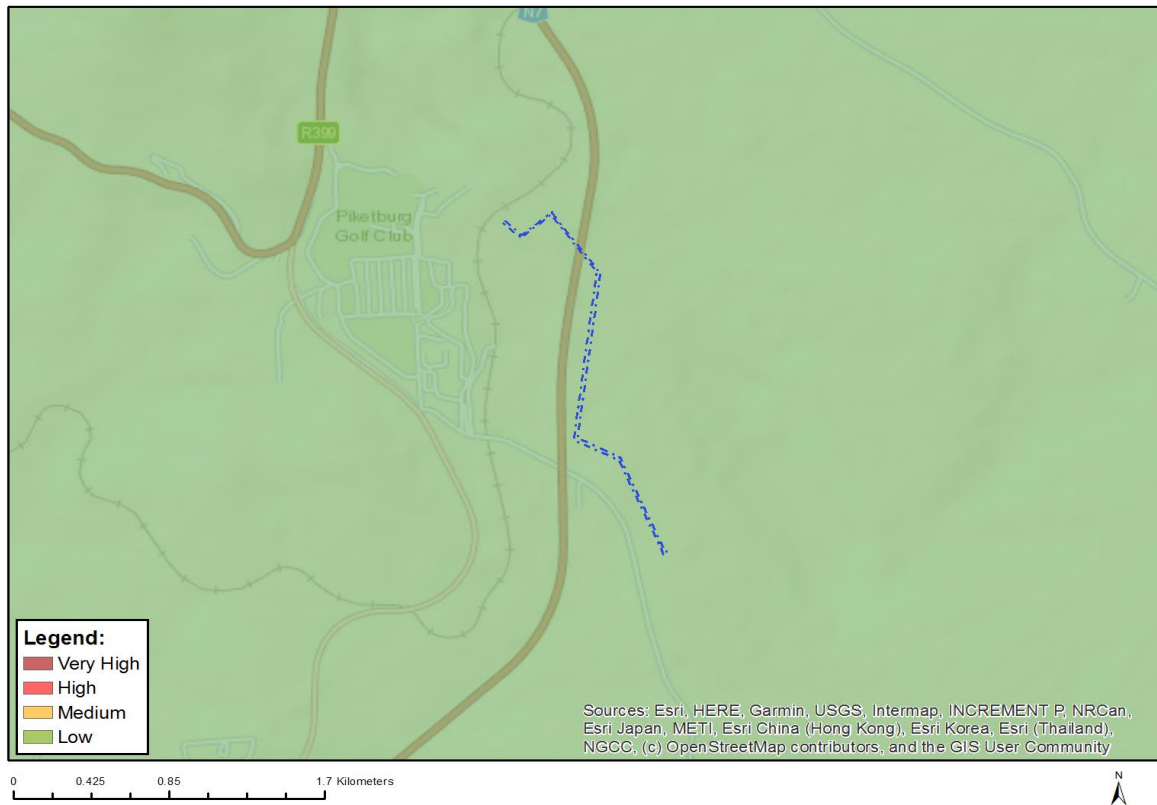 N7
R399
Piketburg
Golf Club
Legend:
Very High
High
Medium
Low
Sources: Esri, HERE, Garmin, USGS, Intermap, INCREMENT P, NRCan,
Esri Japan, METI, Esri China (Hong Kong), Esri Korea, Esri (Thailand),
NGCC, (c) OpenStreetMap contributors, and the GIS User Community
0 0.425 0.85 1.7 Kilometers
N